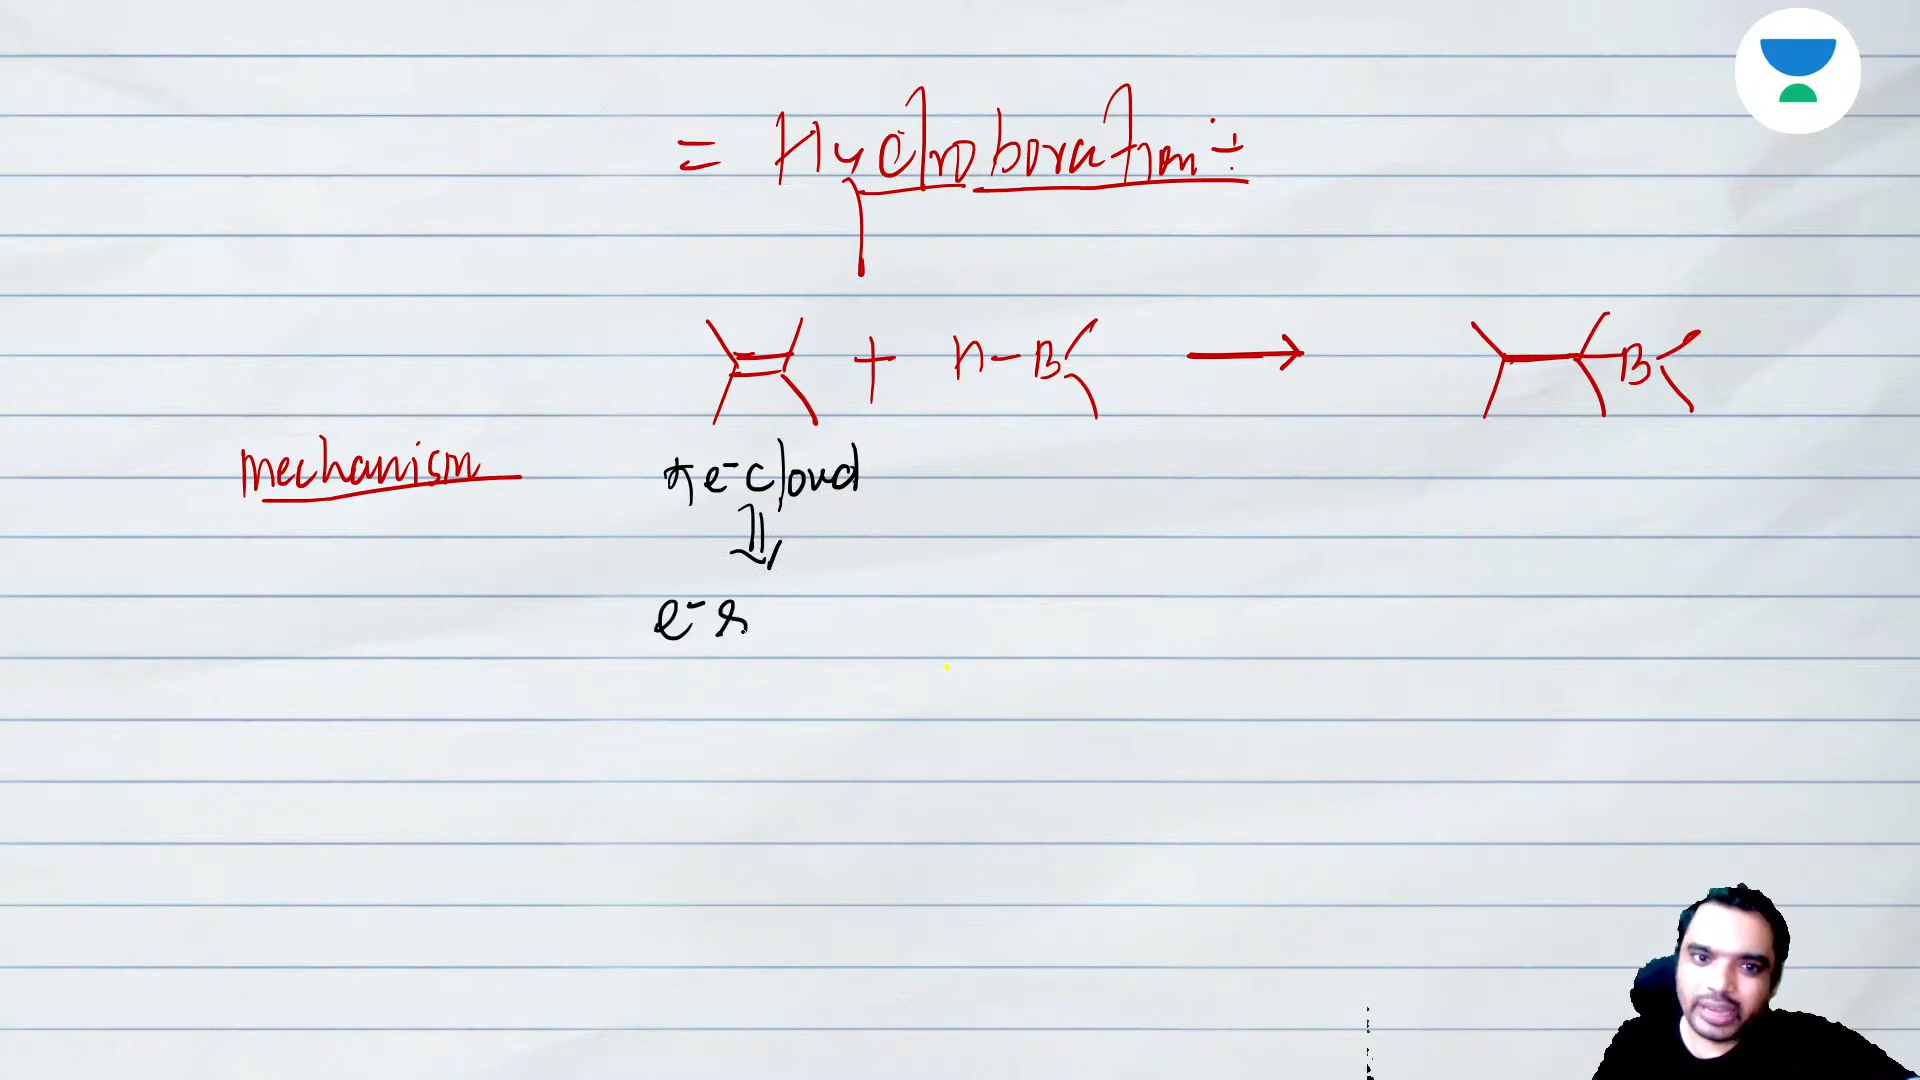 = Hydroboration ÷
+ H-B → B
mechanism
π e⁻ cloud
⇓
e⁻ s